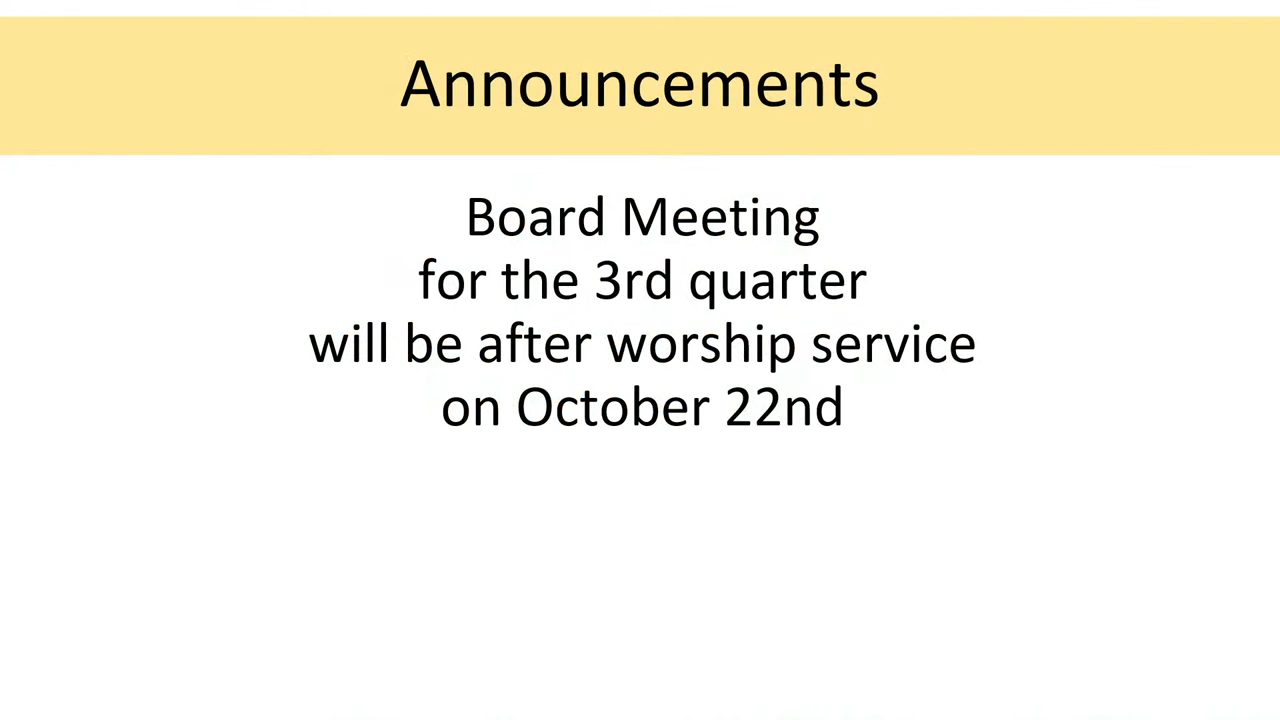 Announcements
Board Meeting
for the 3rd quarter
will be after worship service
on October 22nd